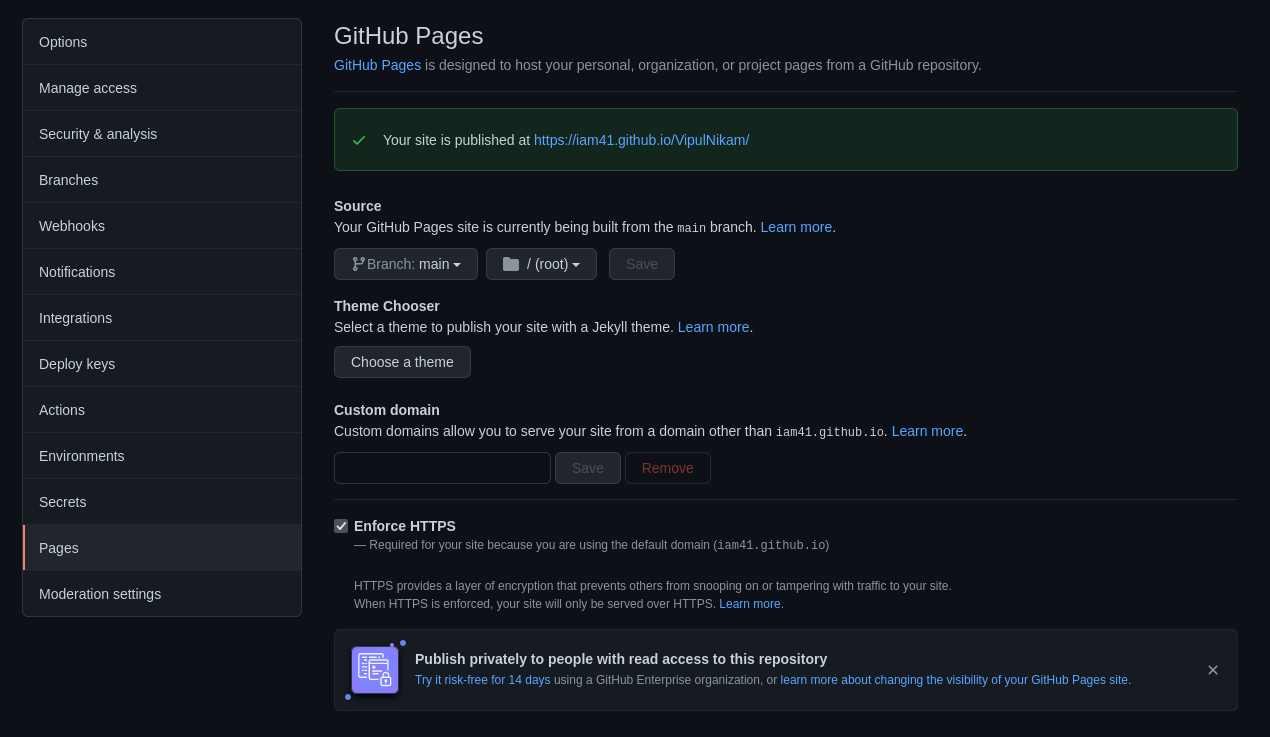 Options
Manage access
Security & analysis
Branches
Webhooks
Notifications
Integrations
Deploy keys
Actions
Environments
Secrets
Pages
Moderation settings
GitHub Pages
GitHub Pages is designed to host your personal, organization, or project pages from a GitHub repository.
Your site is published at https://iam41.github.io/VipulNikam/
Source
Your GitHub Pages site is currently being built from the main branch. Learn more.
Branch: main / (root) Save
Theme Chooser
Select a theme to publish your site with a Jekyll theme. Learn more.
Choose a theme
Custom domain
Custom domains allow you to serve your site from a domain other than iam41.github.io. Learn more.
Save Remove
Enforce HTTPS
— Required for your site because you are using the default domain (iam41.github.io)
HTTPS provides a layer of encryption that prevents others from snooping on or tampering with traffic to your site.
When HTTPS is enforced, your site will only be served over HTTPS. Learn more.
Publish privately to people with read access to this repository
Try it risk-free for 14 days using a GitHub Enterprise organization, or learn more about changing the visibility of your GitHub Pages site.